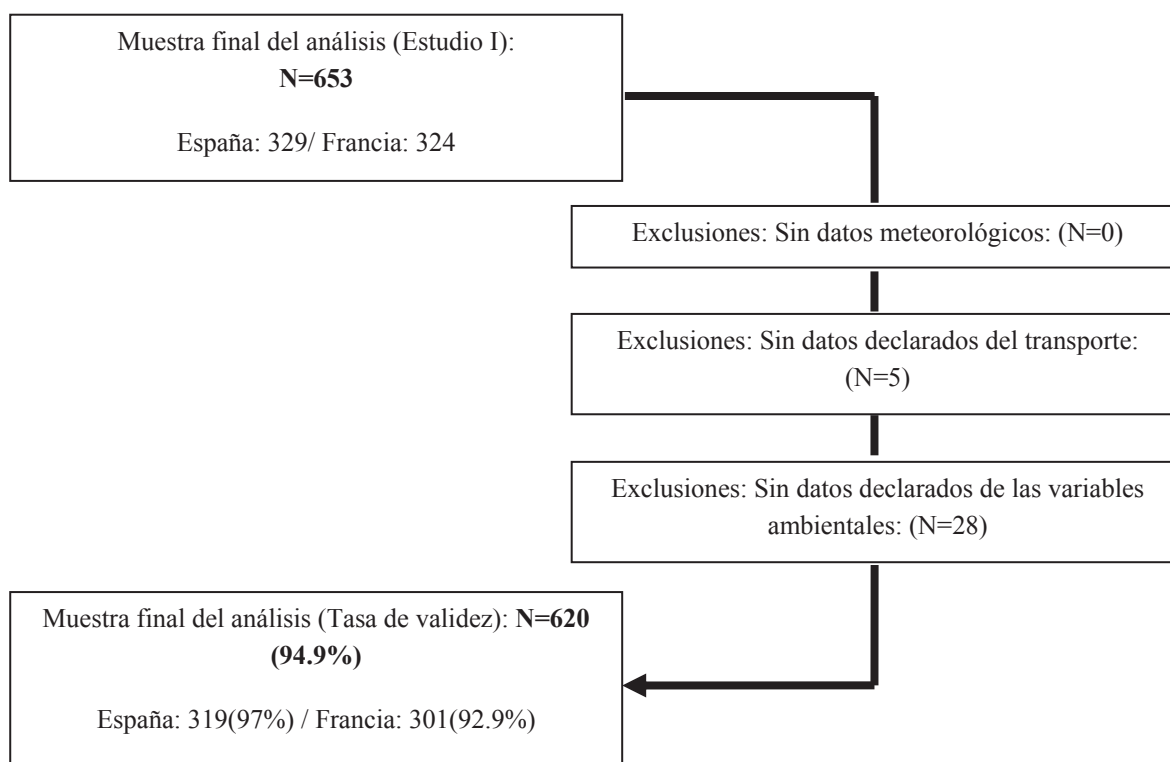 Muestra final del análisis (Estudio I):
N=653
España: 329/ Francia: 324
Exclusiones: Sin datos meteorológicos: (N=0)
Exclusiones: Sin datos declarados del transporte:
(N=5)
Exclusiones: Sin datos declarados de las variables
ambientales: (N=28)
Muestra final del análisis (Tasa de validez): N=620
(94.9%)
España: 319(97%) / Francia: 301(92.9%)